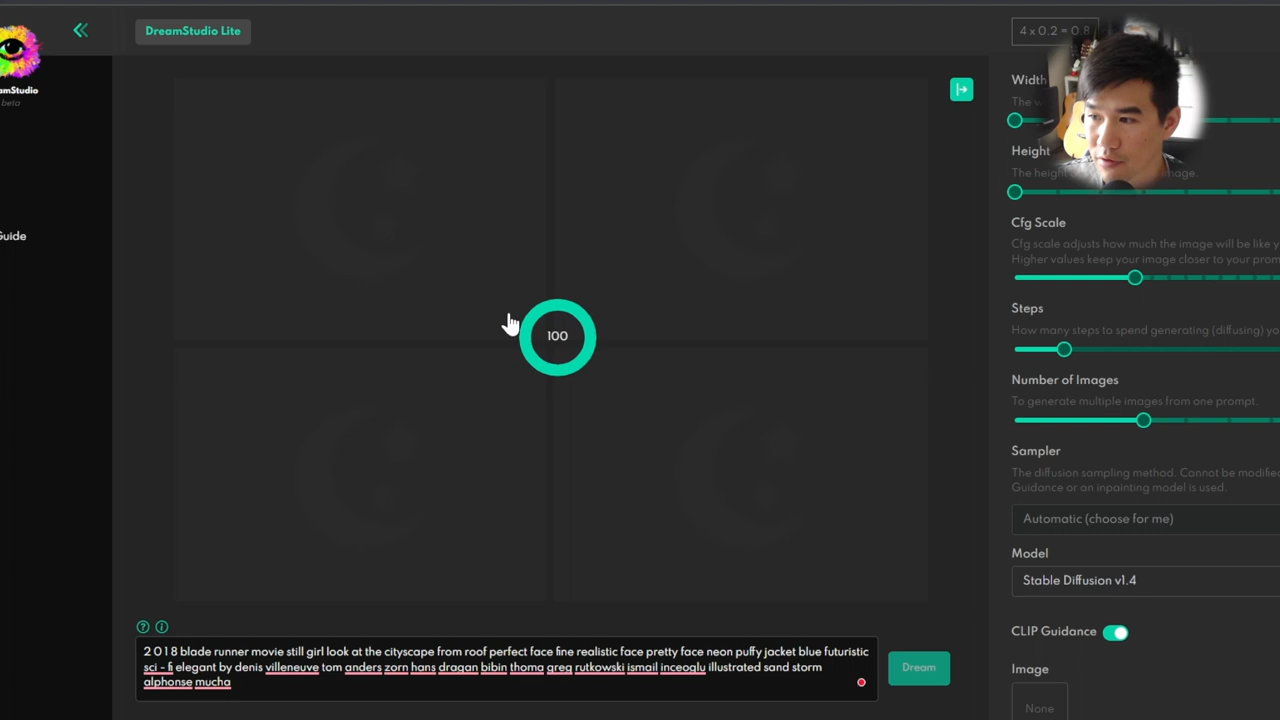 DreamStudio Lite
4 x 0.2 = 0.8
amStudio
beta
Guide
100
Width
The w
Height
The height image.
Cfg Scale
Cfg scale adjusts how much the image will be like y
Higher values keep your image closer to your prom
Steps
How many steps to spend generating (diffusing) yo
Number of Images
To generate multiple images from one prompt.
Sampler
The diffusion sampling method. Cannot be modified
Guidance or an inpainting model is used.
Automatic (choose for me)
Model
Stable Diffusion v1.4
CLIP Guidance
Image
None
2 0 1 8 blade runner movie still girl look at the cityscape from roof perfect face fine realistic face pretty face neon puffy jacket blue futuristic
sci - fi elegant by denis villeneuve tom anders zorn hans dragan bibin thoma greg rutkowski ismail inceoglu illustrated sand storm
alphonse mucha
Dream